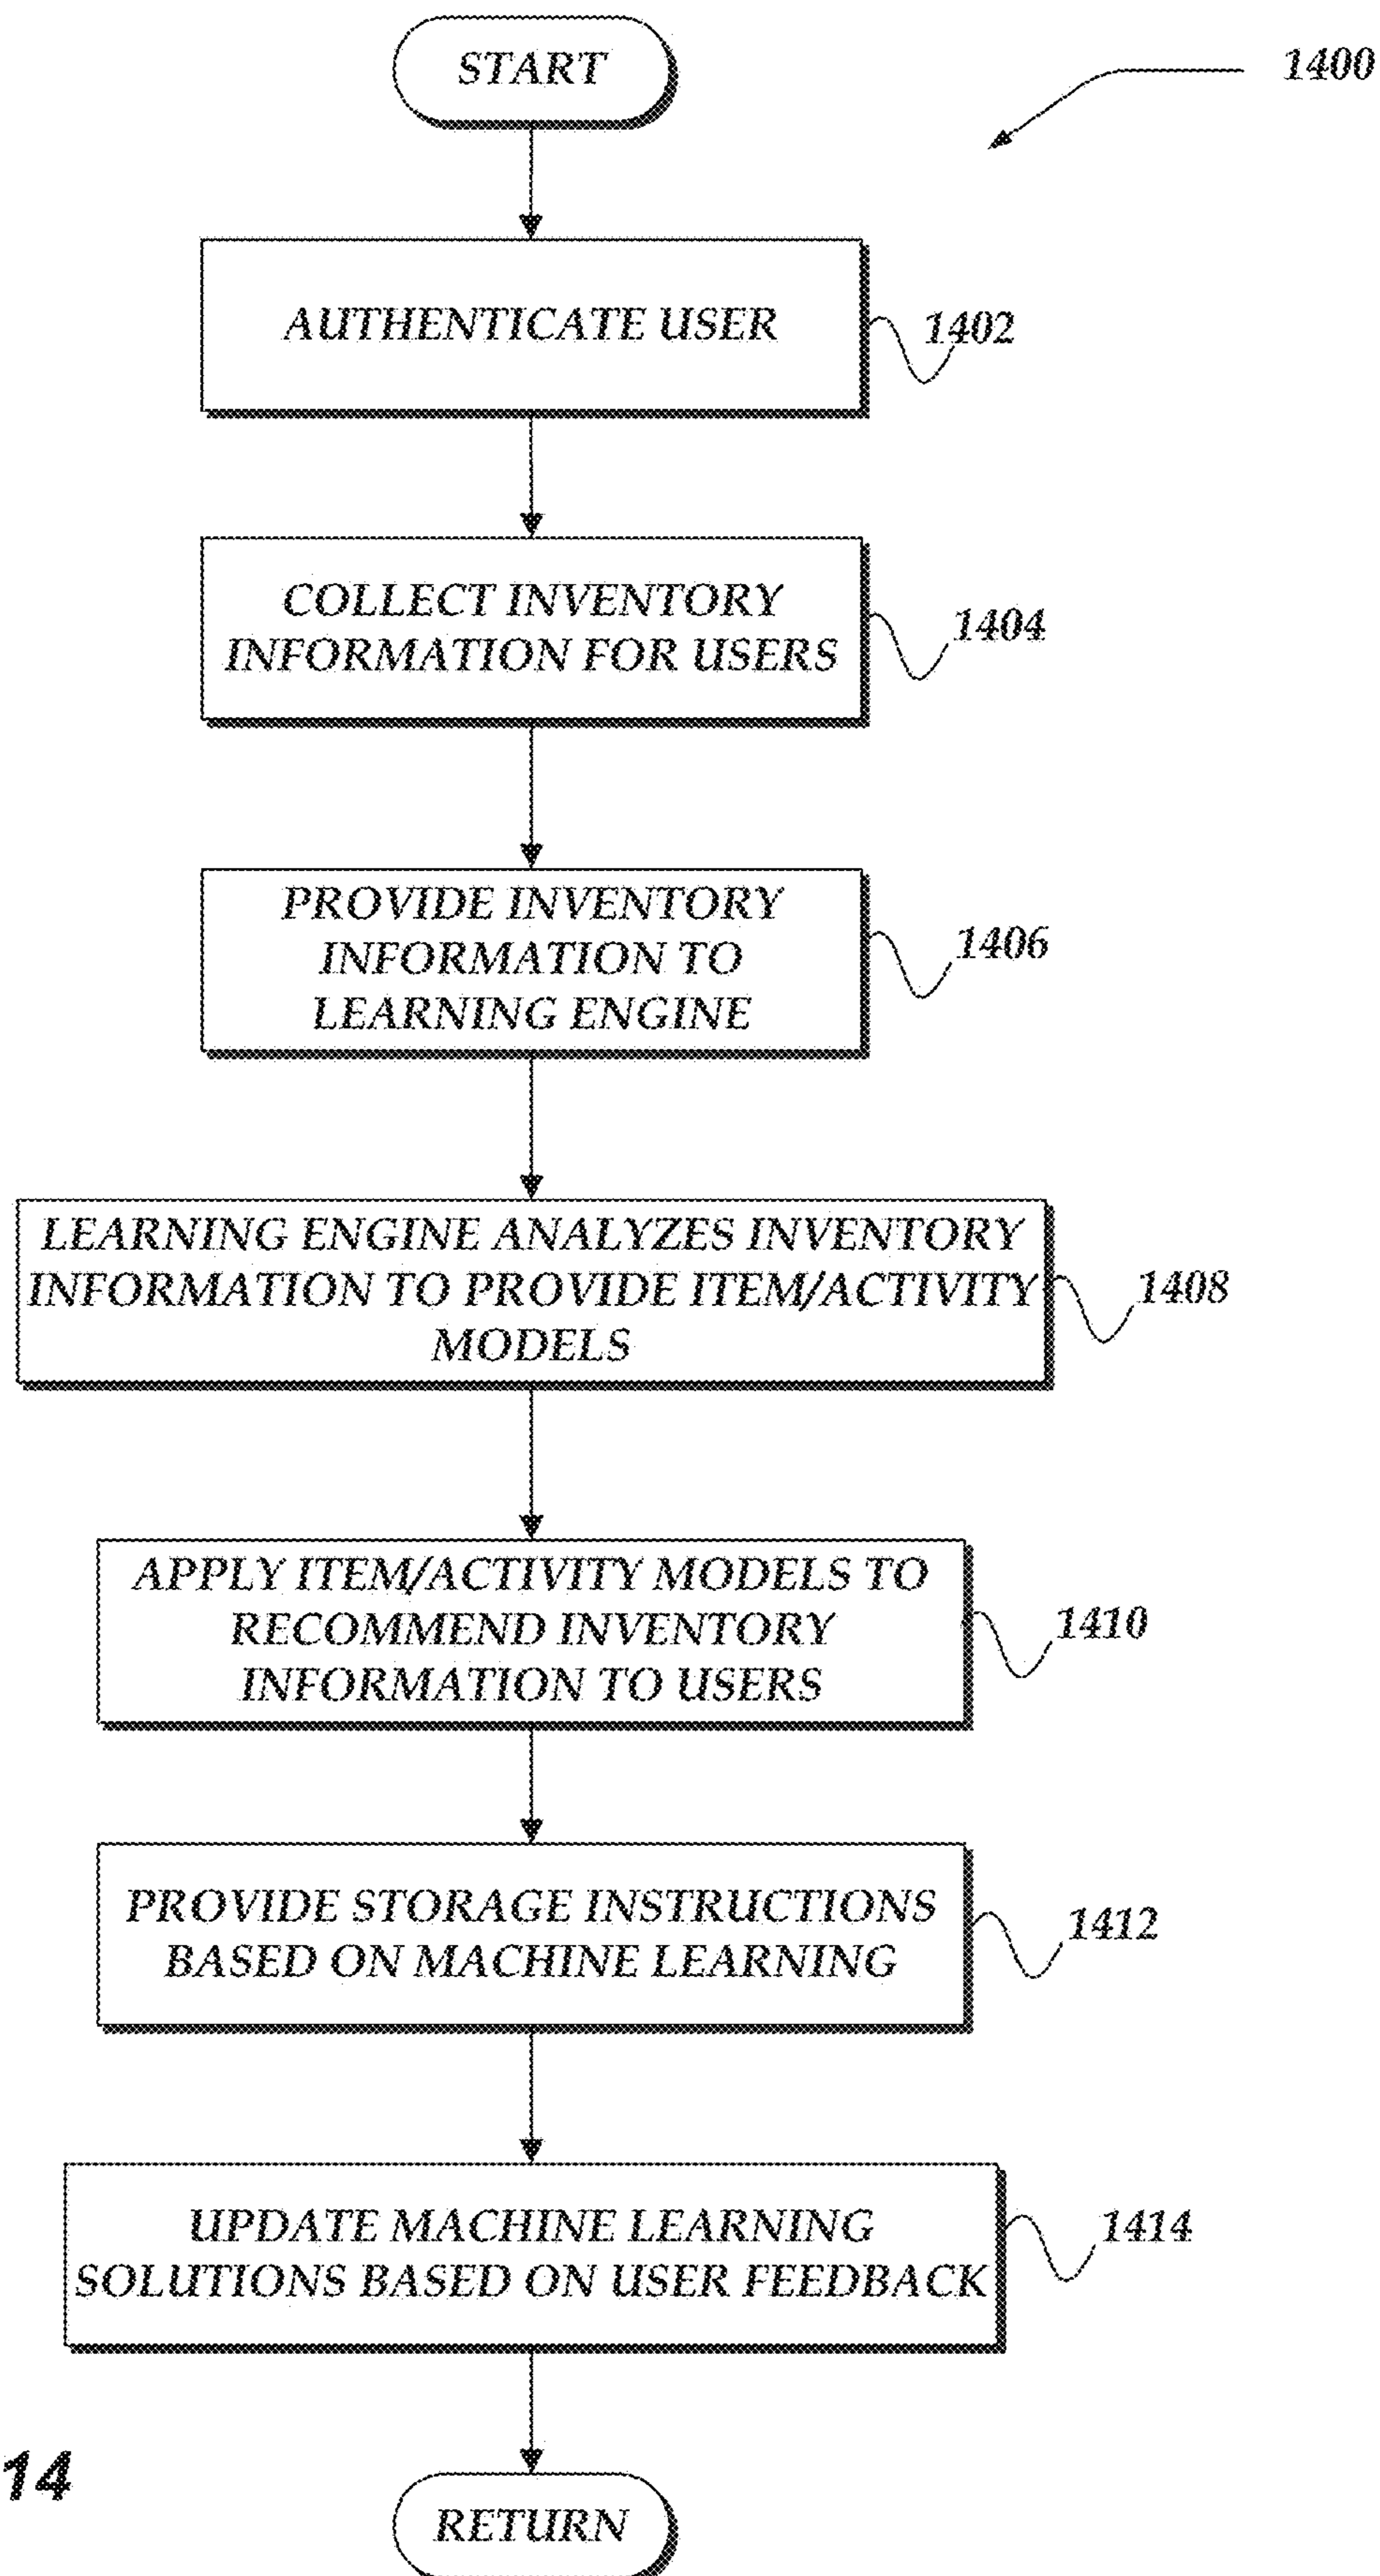 START
1400
AUTHENTICATE USER
1402
COLLECT INVENTORY
INFORMATION FOR USERS
1404
PROVIDE INVENTORY
INFORMATION TO
LEARNING ENGINE
1406
LEARNING ENGINE ANALYZES INVENTORY
INFORMATION TO PROVIDE ITEM/ACTIVITY
MODELS
1408
APPLY ITEM/ACTIVITY MODELS TO
RECOMMEND INVENTORY
INFORMATION TO USERS
1410
PROVIDE STORAGE INSTRUCTIONS
BASED ON MACHINE LEARNING
1412
UPDATE MACHINE LEARNING
SOLUTIONS BASED ON USER FEEDBACK
1414
14
RETURN